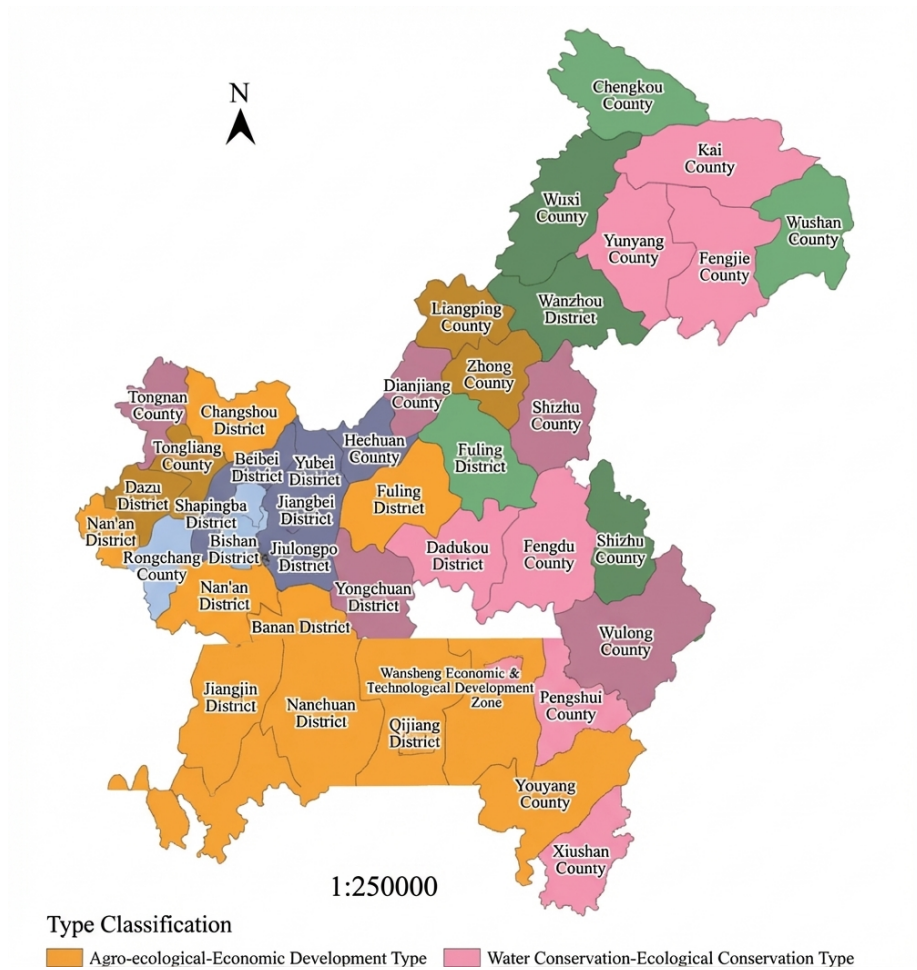 N
Chengkou
County
Kai
County
Wuxi
County
Wushan
County
Yunyang
County
Fengjie
County
Wanzhou
District
Liangping
County
Zhong
County
Dianjiang
County
Shizhu
County
Tongnan
County
Changshou
District
Tongliang
County
Hechuan
County
Beibei
District
Yubei
District
Fuling
District
Dazu
District
Shapingba
District
Jiangbei
District
Fuling
District
Nan'an
District
Bishan
District
Jiulongpo
District
Dadukou
District
Fengdu
County
Shizhu
County
Rongchang
County
Nan'an
District
Yongchuan
District
Banan District
Wulong
County
Jiangjin
District
Nanchuan
District
Wansheng Economic &
Technological Development
Zone
Qijiang
District
Pengshui
County
Youyang
County
Xiushan
County
1:250000
Type Classification
Agro-ecological-Economic Development Type
Water Conservation-Ecological Conservation Type